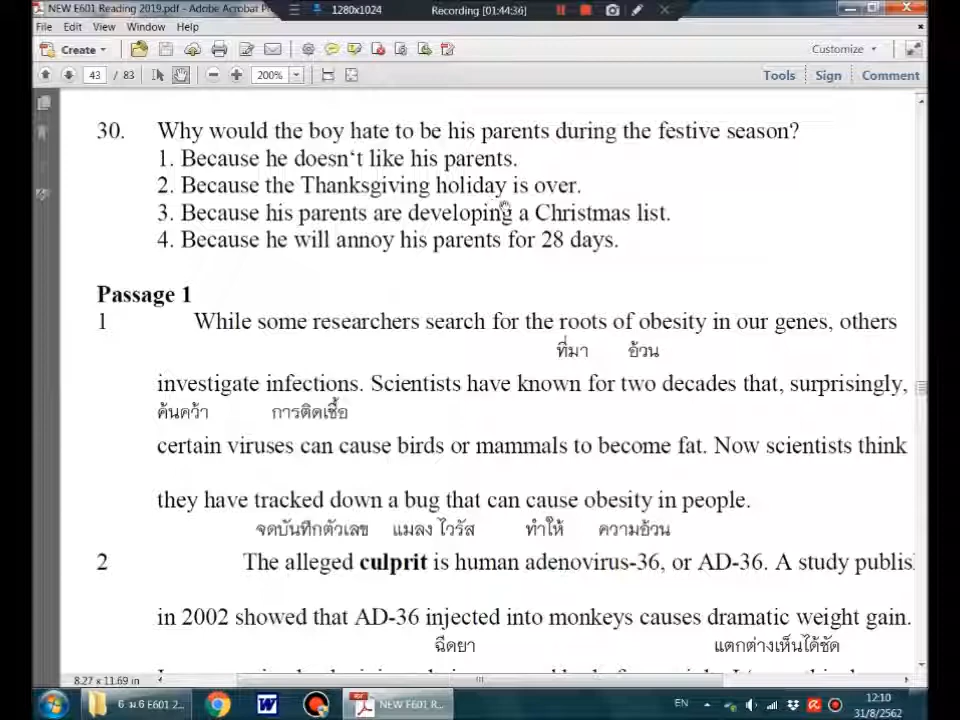 NEW E601 Reading 2019.pdf - Adobe Acrobat P
1280x1024
Recording [01:44:36]
File Edit View Window Help
Create
Customize
43 / 83
200%
Tools Sign Comment
30. Why would the boy hate to be his parents during the festive season?
1. Because he doesn‘t like his parents.
2. Because the Thanksgiving holiday is over.
3. Because his parents are developing a Christmas list.
4. Because he will annoy his parents for 28 days.
Passage 1
1 While some researchers search for the roots of obesity in our genes, others
ที่มา อ้วน
investigate infections. Scientists have known for two decades that, surprisingly,
ค้นคว้า การติดเชื้อ
certain viruses can cause birds or mammals to become fat. Now scientists think
they have tracked down a bug that can cause obesity in people.
จดบันทึกตัวเลข แมลง ไวรัส ทำให้ ความอ้วน
2 The alleged culprit is human adenovirus-36, or AD-36. A study publis
in 2002 showed that AD-36 injected into monkeys causes dramatic weight gain.
ฉีดยา แตกต่างเห็นได้ชัด
8.27 x 11.69 in
6 ม.6 E601 2...
NEW E601 R...
EN
12:10
31/8/2562